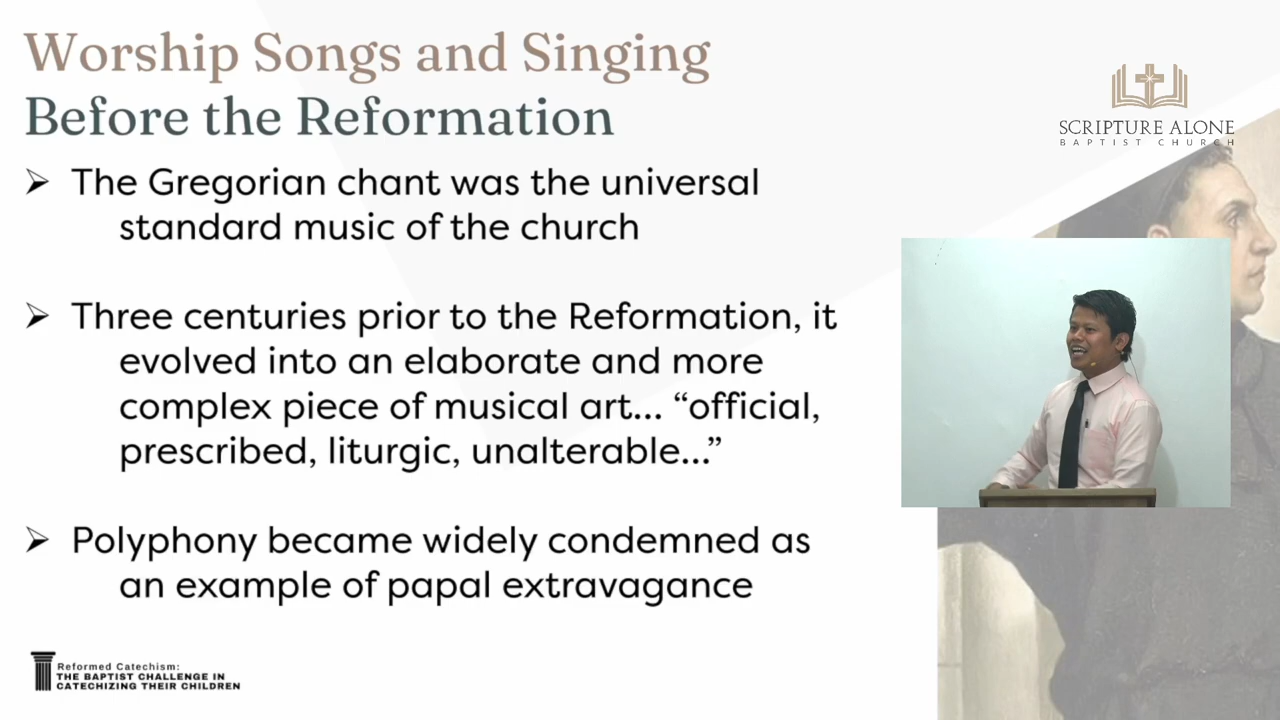 Worship Songs and Singing
Before the Reformation
SCRIPTURE ALONE
BAPTIST CHURCH
➢ The Gregorian chant was the universal
standard music of the church
➢ Three centuries prior to the Reformation, it
evolved into an elaborate and more
complex piece of musical art... “official,
prescribed, liturgic, unalterable...”
➢ Polyphony became widely condemned as
an example of papal extravagance
Reformed Catechism:
THE BAPTIST CHALLENGE IN
CATECHIZING THEIR CHILDREN